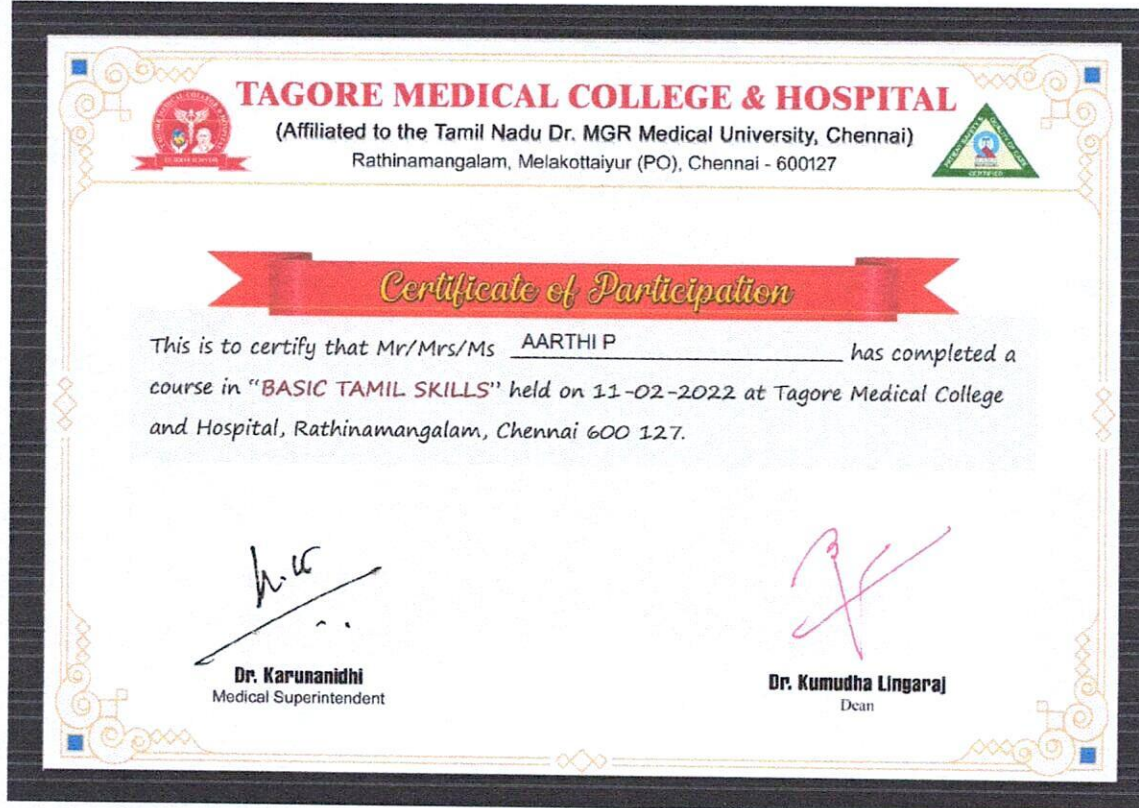 TAGORE MEDICAL COLLEGE & HOSPITAL
(Affiliated to the Tamil Nadu Dr. MGR Medical University, Chennai)
Rathinamangalam, Melakottaiyur (PO), Chennai - 600127
CERTIFIED
Certificate of Participation
This is to certify that Mr/Mrs/Ms AARTHI P has completed a
course in "BASIC TAMIL SKILLS" held on 11-02-2022 at Tagore Medical College
and Hospital, Rathinamangalam, Chennai 600 127.
Dr. Karunanidhi
Medical Superintendent
Dr. Kumudha Lingaraj
Dean